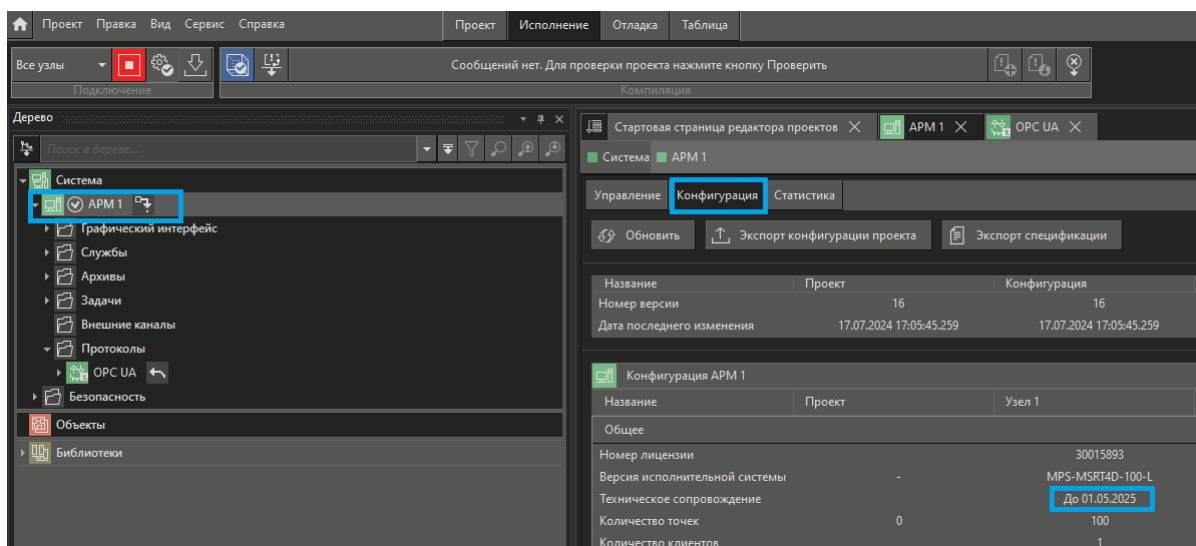 Проект Правка Вид Сервис Справка
Проект Исполнение Отладка Таблица
Все узлы
Сообщений нет. Для проверки проекта нажмите кнопку Проверить
Подключение
Компиляция
Дерево
Поиск в дереве...
Система
АРМ 1
Графический интерфейс
Службы
Архивы
Задачи
Внешние каналы
Протоколы
OPC UA
Безопасность
Объекты
Библиотеки
Стартовая страница редактора проектов АРМ 1 OPC UA
Система АРМ 1
Управление Конфигурация Статистика
Обновить Экспорт конфигурации проекта Экспорт спецификации
Название Проект Конфигурация
Номер версии 16 16
Дата последнего изменения 17.07.2024 17:05:45.259 17.07.2024 17:05:45.259
Конфигурация АРМ 1
Название Проект Узел 1
Общее
Номер лицензии 30015893
Версия исполнительной системы - MPS-MSRT4D-100-L
Техническое сопровождение До 01.05.2025
Количество точек 0 100
Количество клиентов 1